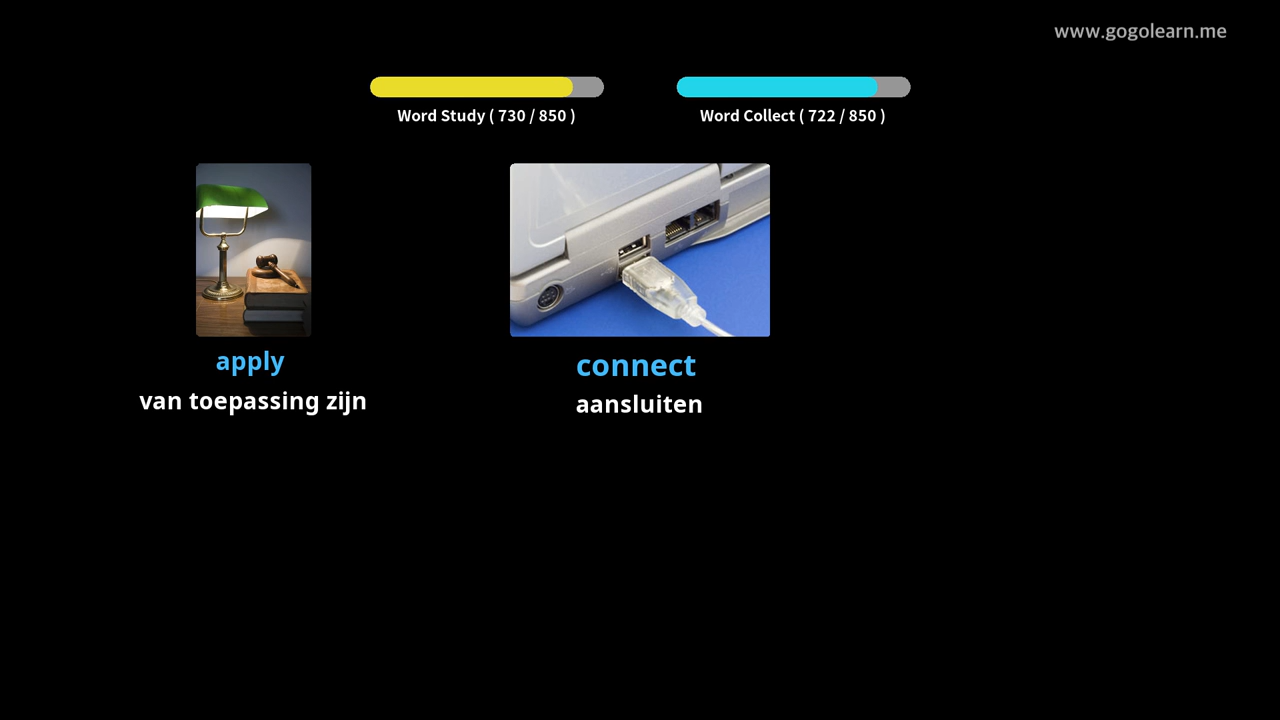 www.gogolearn.me
Word Study ( 730 / 850 )
Word Collect ( 722 / 850 )
apply
van toepassing zijn
connect
aansluiten